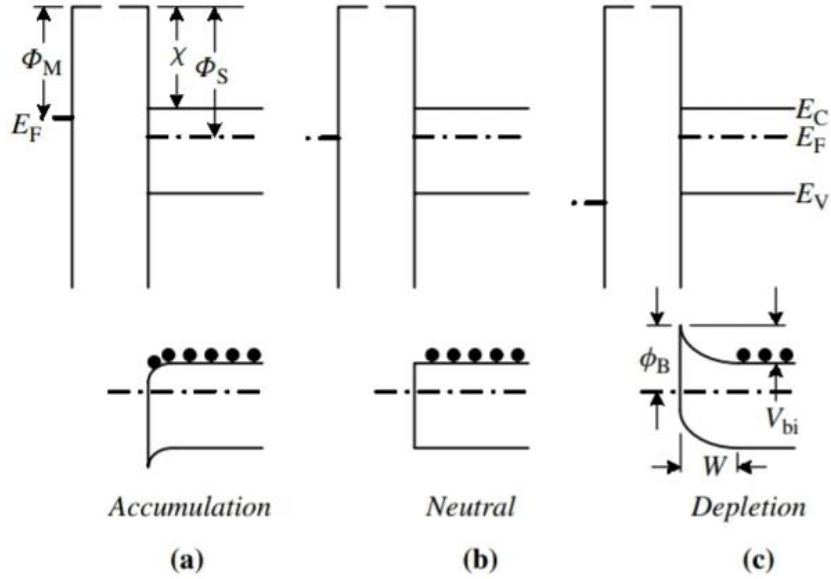 Φ_M
χ
Φ_S
E_F
E_C
E_F
E_V
ϕ_B
V_bi
W
Accumulation
Neutral
Depletion
(a)
(b)
(c)